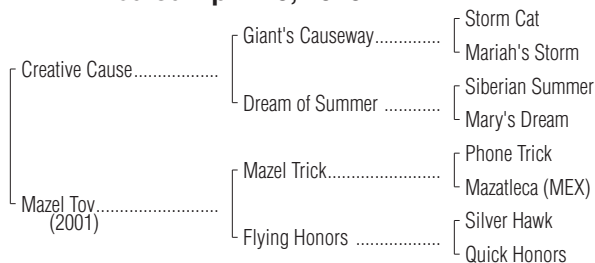 Storm Cat
Giant's Causeway..............
Mariah's Storm
Creative Cause..................
Siberian Summer
Dream of Summer ............
Mary's Dream
Phone Trick
Mazel Trick........................
Mazatleca (MEX)
Mazel Tov..........................
(2001)
Silver Hawk
Flying Honors ..................
Quick Honors